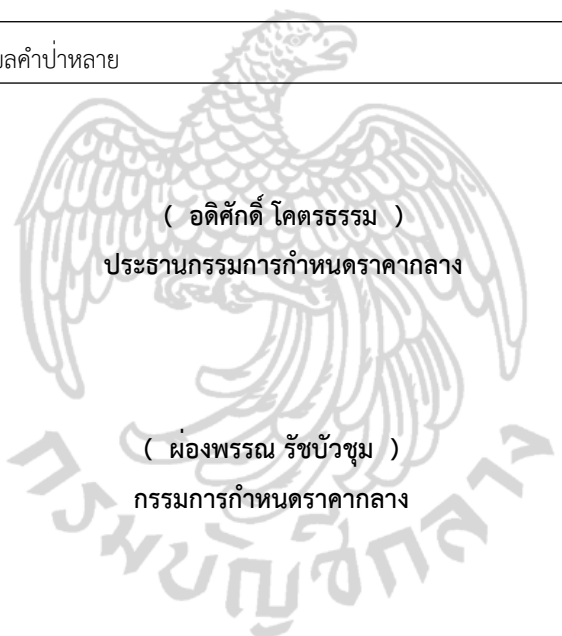 ลคำป่าหลาย
( อดิศักดิ์ โคตรธรรม )
ประธานกรรมการกำหนดราคากลาง
( ผ่องพรรณ รัชบัวชุม )
กรรมการกำหนดราคากลาง
กรมบัญชีกลาง